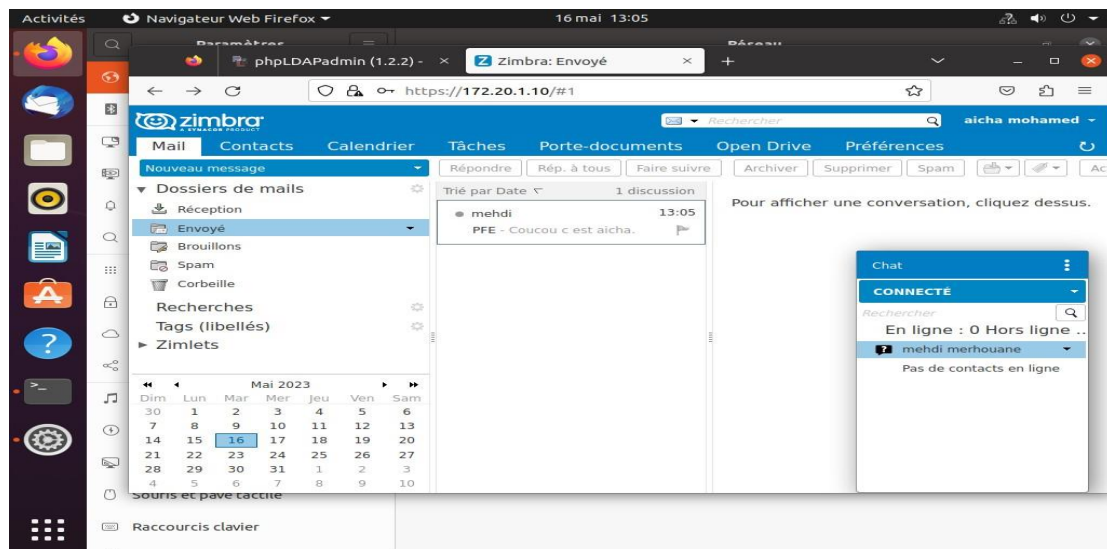 Activités Navigateur Web Firefox 16 mai 13:05
Paramètres Réseau
phpLDAPadmin (1.2.2) - × Zimbra: Envoyé × +
https://172.20.1.10/#1
zimbra Rechercher aicha mohamed
A SYNACOR PRODUCT
Mail Contacts Calendrier Tâches Porte-documents Open Drive Préférences
Nouveau message Répondre Rép. à tous Faire suivre Archiver Supprimer Spam Ac
Dossiers de mails
Réception
Envoyé
Brouillons
Spam
Corbeille
Recherches
Tags (libellés)
Zimlets
Trié par Date 1 discussion
mehdi 13:05
PFE - Coucou c est aicha.
Pour afficher une conversation, cliquez dessus.
Chat
CONNECTÉ
Rechercher
En ligne : 0 Hors ligne ..
mehdi merhouane
Pas de contacts en ligne
Mai 2023
Dim Lun Mar Mer Jeu Ven Sam
30 1 2 3 4 5 6
7 8 9 10 11 12 13
14 15 16 17 18 19 20
21 22 23 24 25 26 27
28 29 30 31 1 2 3
4 5 6 7 8 9 10
Souris et pavé tactile
Raccourcis clavier